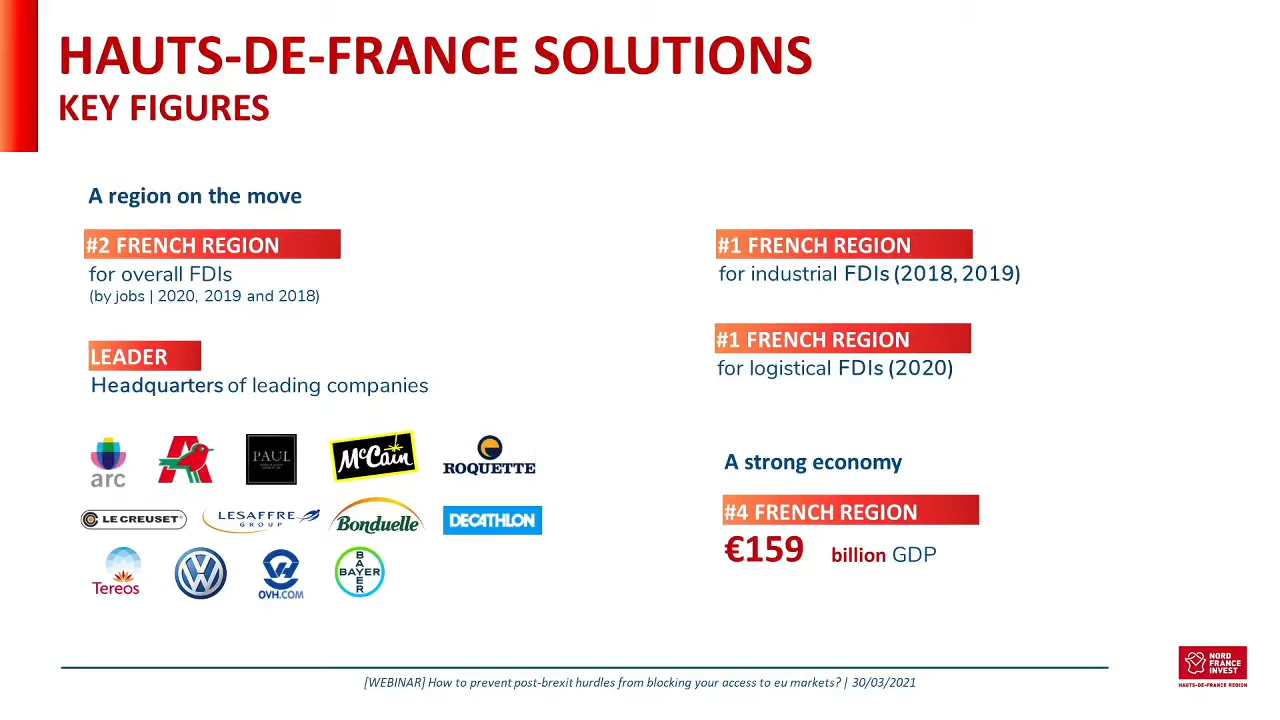 HAUTS-DE-FRANCE SOLUTIONS
KEY FIGURES
A region on the move
#2 FRENCH REGION
for overall FDIs
(by jobs | 2020, 2019 and 2018)
LEADER
Headquarters of leading companies
arc
PAUL
McCain
ROQUETTE
LE CREUSET
LESAFFRE
GROUP
Bonduelle
DECATHLON
Tereos
OVH.COM
BAYER
BAYER
#1 FRENCH REGION
for industrial FDIs (2018, 2019)
#1 FRENCH REGION
for logistical FDIs (2020)
A strong economy
#4 FRENCH REGION
€159 billion GDP
[WEBINAR] How to prevent post-brexit hurdles from blocking your access to eu markets? | 30/03/2021
NORD
FRANCE
INVEST
HAUTS-DE-FRANCE REGION